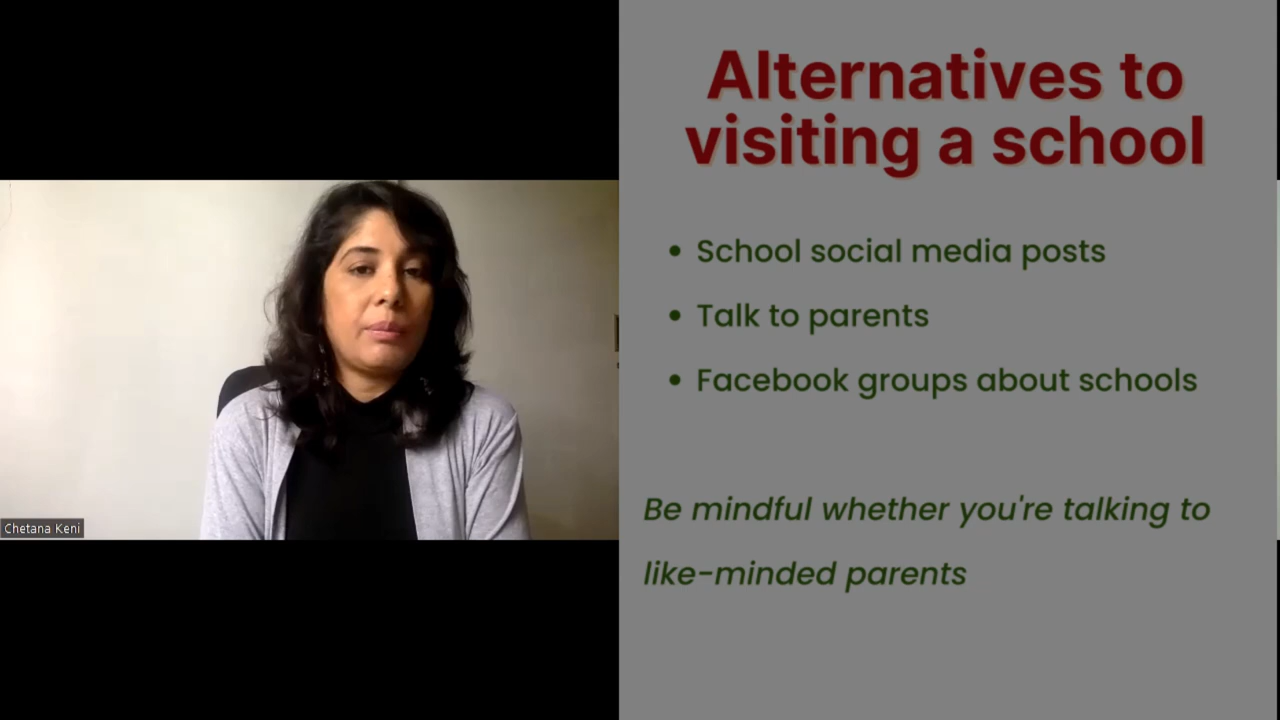 Alternatives to
visiting a school
• School social media posts
• Talk to parents
• Facebook groups about schools
Be mindful whether you're talking to
like-minded parents
Chetana Keni